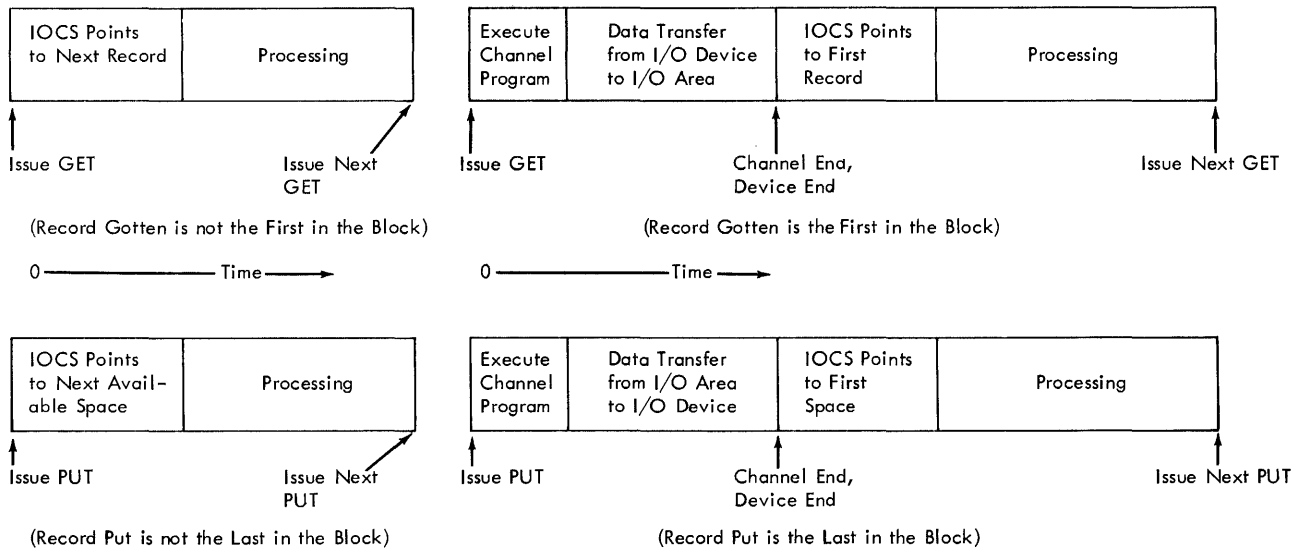 IOCS Points
to Next Record
Processing
Execute
Channel
Program
Data Transfer
from I/O Device
to I/O Area
IOCS Points
to First
Record
Processing
Issue GET
Issue Next
GET
Issue GET
Channel End,
Device End
Issue Next GET
(Record Gotten is not the First in the Block)
(Record Gotten is the First in the Block)
0 Time
0 Time
IOCS Points
to Next Avail-
able Space
Processing
Execute
Channel
Program
Data Transfer
from I/O Area
to I/O Device
IOCS Points
to First
Space
Processing
Issue PUT
Issue Next
PUT
Issue PUT
Channel End,
Device End
Issue Next PUT
(Record Put is not the Last in the Block)
(Record Put is the Last in the Block)